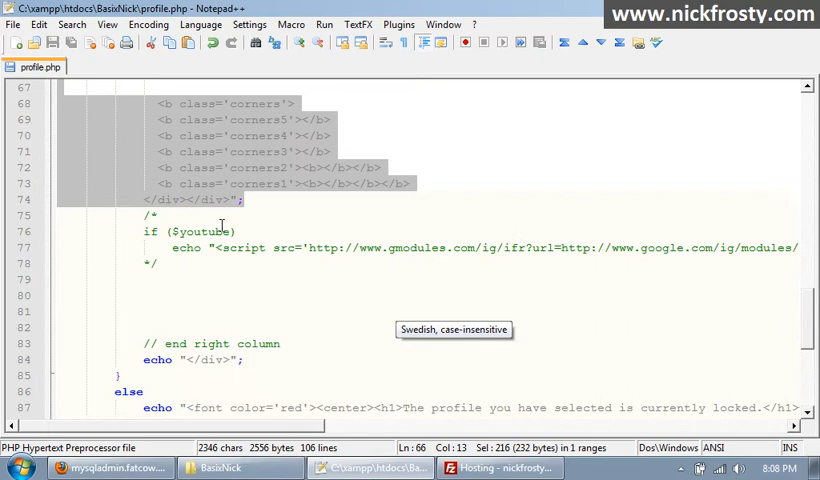 C:\xampp\htdocs\BasixNick\profile.php - Notepad++
www.nickfrosty.com
File Edit Search View Encoding Language Settings Macro Run TextFX Plugins Window ?
profile.php
67
68 <b class='corners'>
69 <b class='corners5'></b>
70 <b class='corners4'></b>
71 <b class='corners3'></b>
72 <b class='corners2'><b></b></b>
73 <b class='corners1'><b></b></b></b>
74 </div></div>";
75 /*
76 if ($youtube)
77 echo "<script src='http://www.gmodules.com/ig/ifr?url=http://www.google.com/ig/modules/
78 */
79
80
81
Swedish, case-insensitive
82
83 // end right column
84 echo "</div>";
85 }
86 else
87 echo "<font color='red'><center><h1>The profile you have selected is currently locked.</h1>
PHP Hypertext Preprocessor file 2346 chars 2556 bytes 106 lines Ln : 66 Col : 13 Sel : 216 (232 bytes) in 1 ranges Dos\Windows ANSI INS
mysqladmin.fatcow.... BasixNick C:\xampp\htdocs\Ba... Hosting - nickfrosty... 8:08 PM